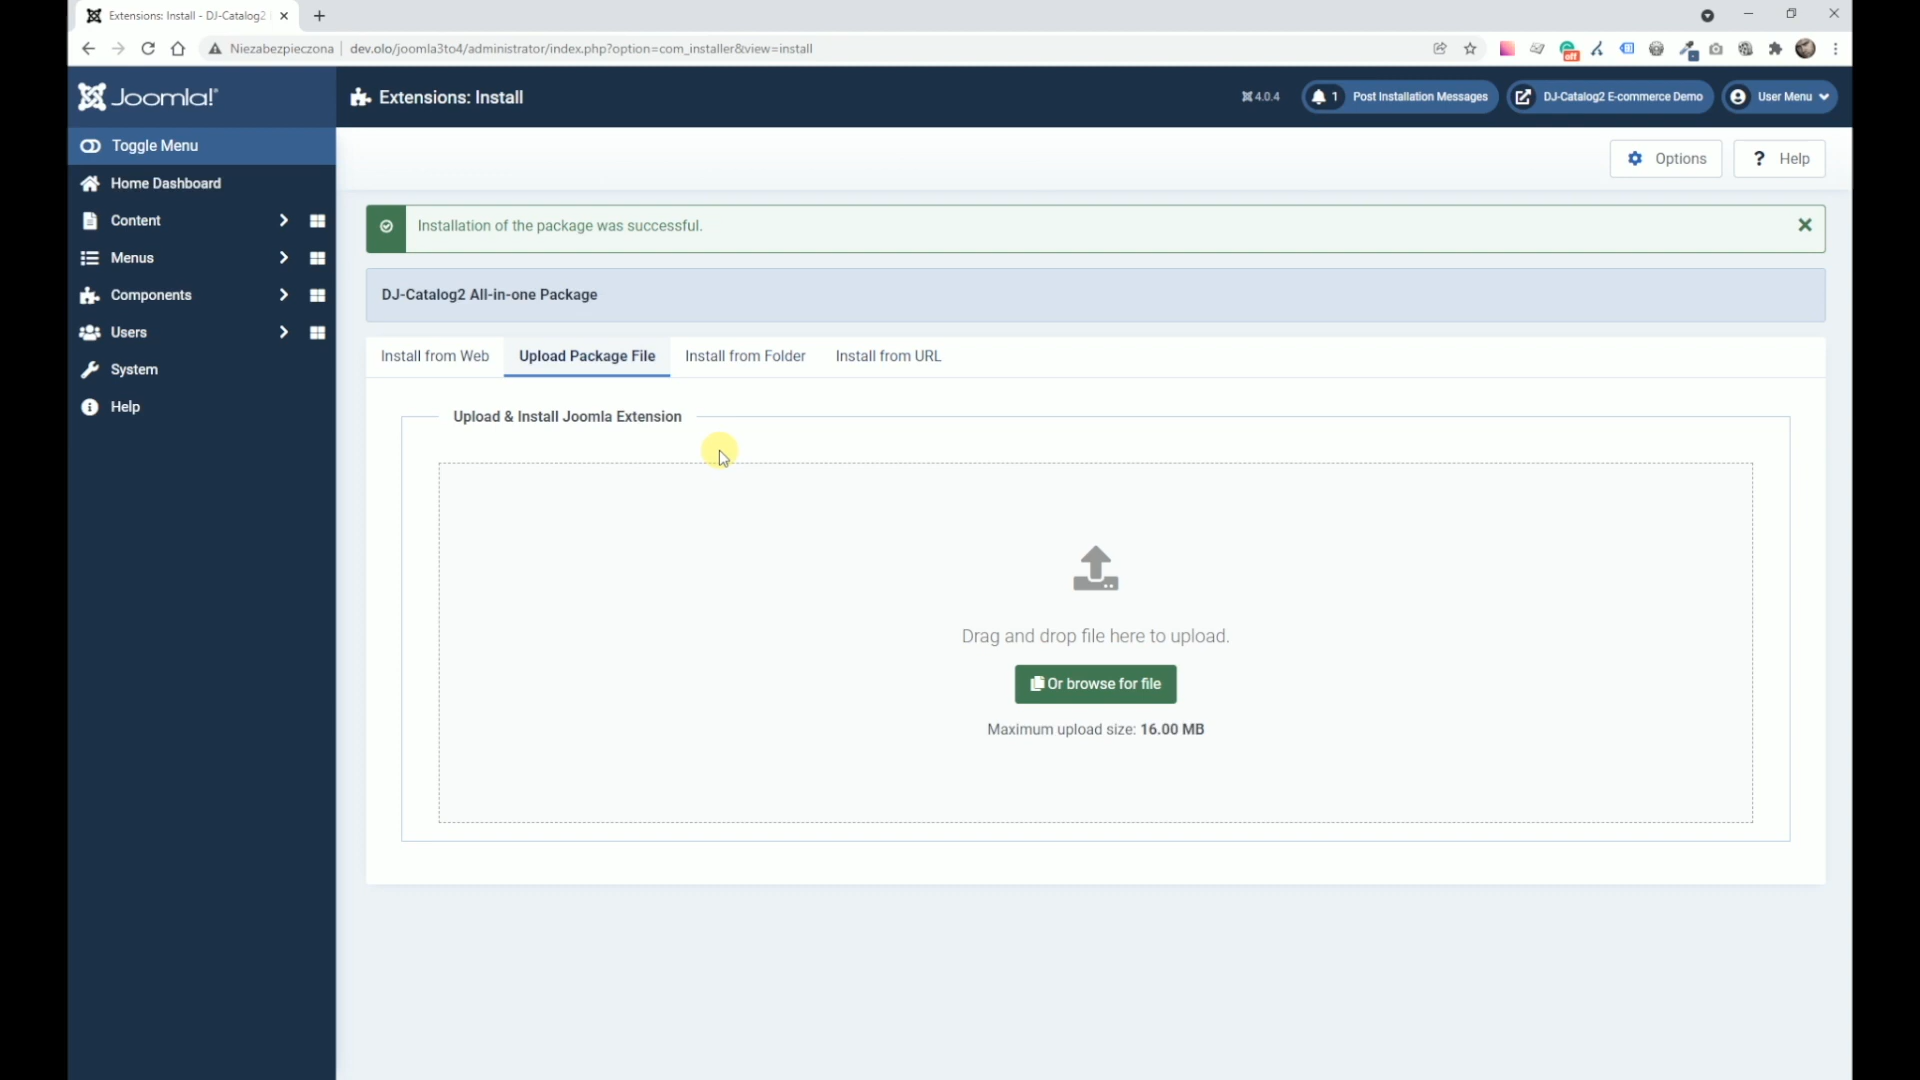 Extensions: Install - DJ-Catalog2
Niezabezpieczona
dev.olo/joomla3to4/administrator/index.php?option=com_installer&view=install
off
Joomla!
Extensions: Install
4.0.4
1 Post Installation Messages
DJ-Catalog2 E-commerce Demo
User Menu
Toggle Menu
Home Dashboard
Content
Menus
Components
Users
System
Help
Options
? Help
Installation of the package was successful.
DJ-Catalog2 All-in-one Package
Install from Web
Upload Package File
Install from Folder
Install from URL
Upload & Install Joomla Extension
Drag and drop file here to upload.
Or browse for file
Maximum upload size: 16.00 MB